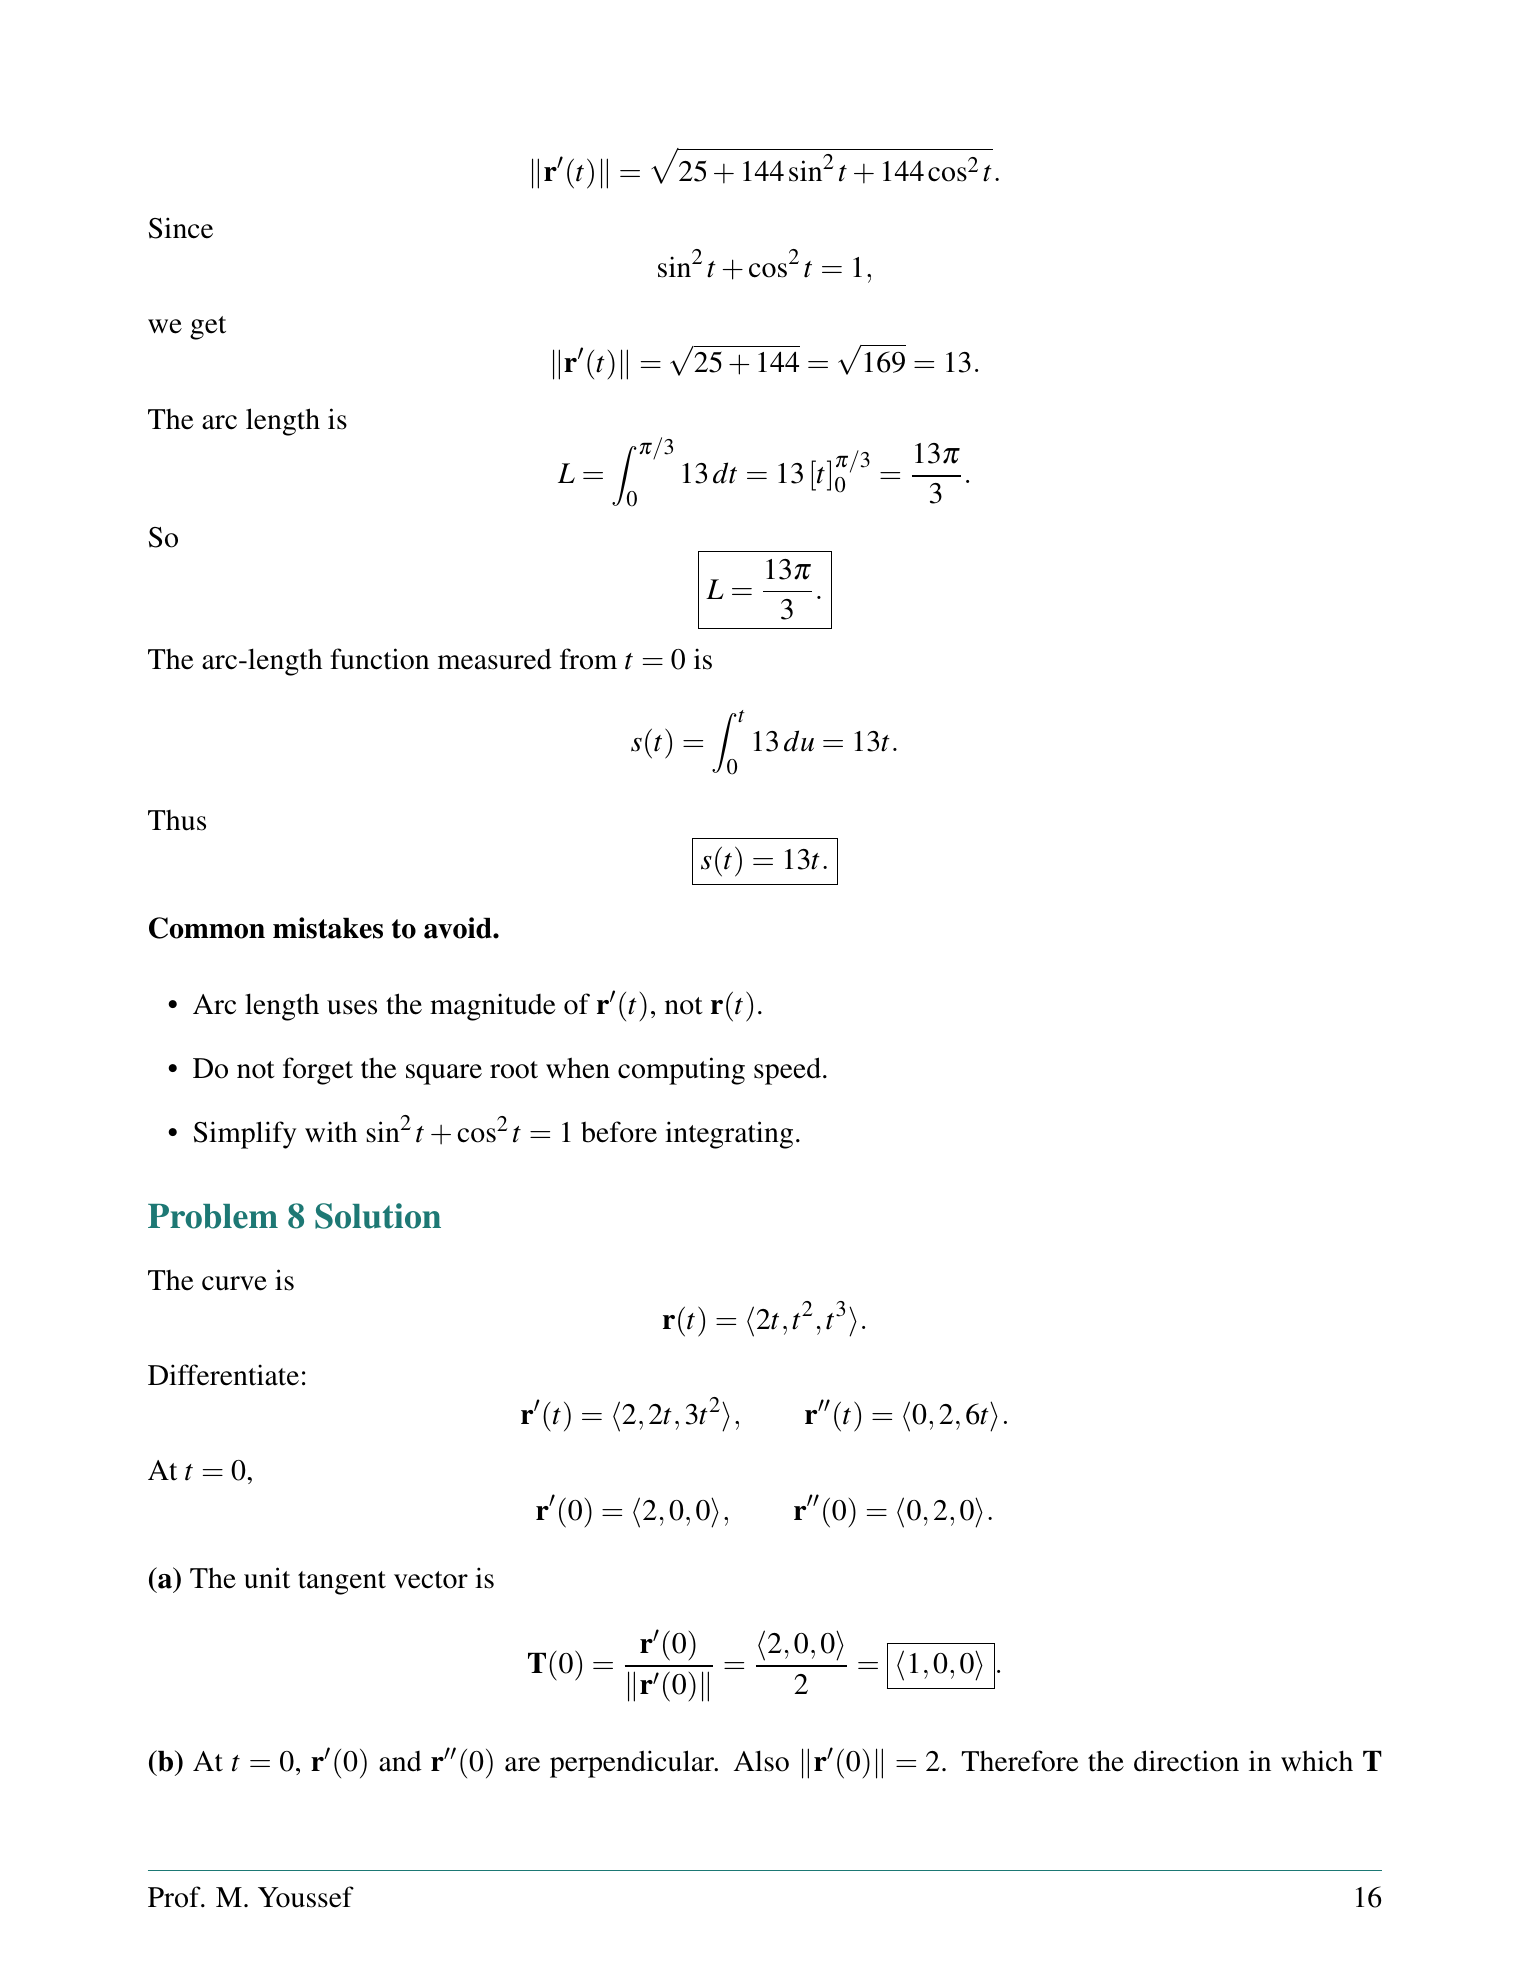 ‖r′(t)‖ = √(25 + 144 sin² t + 144 cos² t).
Since
sin² t + cos² t = 1,
we get
‖r′(t)‖ = √(25 + 144) = √169 = 13.
The arc length is
L = ∫₀^{π/3} 13 dt = 13 [t]₀^{π/3} = 13π/3.
So
L = 13π/3.
The arc-length function measured from t = 0 is
s(t) = ∫₀^t 13 du = 13t.
Thus
s(t) = 13t.
Common mistakes to avoid.
• Arc length uses the magnitude of r′(t), not r(t).
• Do not forget the square root when computing speed.
• Simplify with sin² t + cos² t = 1 before integrating.
Problem 8 Solution
The curve is
r(t) = ⟨2t, t², t³⟩.
Differentiate:
r′(t) = ⟨2, 2t, 3t²⟩, r″(t) = ⟨0, 2, 6t⟩.
At t = 0,
r′(0) = ⟨2, 0, 0⟩, r″(0) = ⟨0, 2, 0⟩.
(a) The unit tangent vector is
T(0) = r′(0)/‖r′(0)‖ = ⟨2, 0, 0⟩/2 = ⟨1, 0, 0⟩.
(b) At t = 0, r′(0) and r″(0) are perpendicular. Also ‖r′(0)‖ = 2. Therefore the direction in which T
Prof. M. Youssef 16